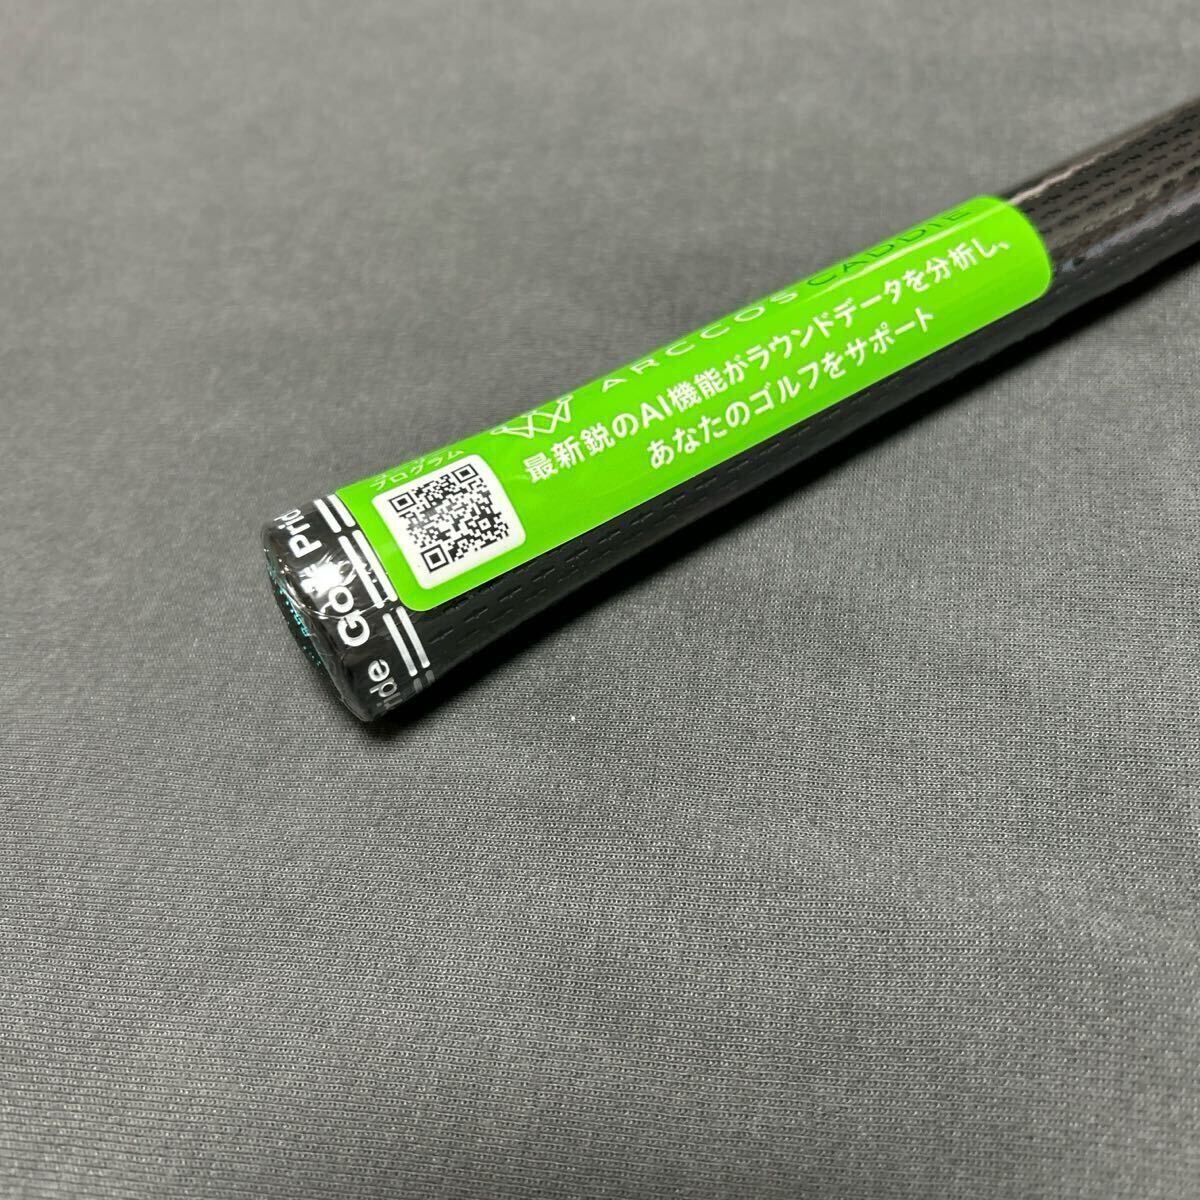 ARCCOS CADDIE
最新鋭のAI機能がラウンドデータを分析し、
あなたのゴルフをサポート
プログラム
Golf Pride